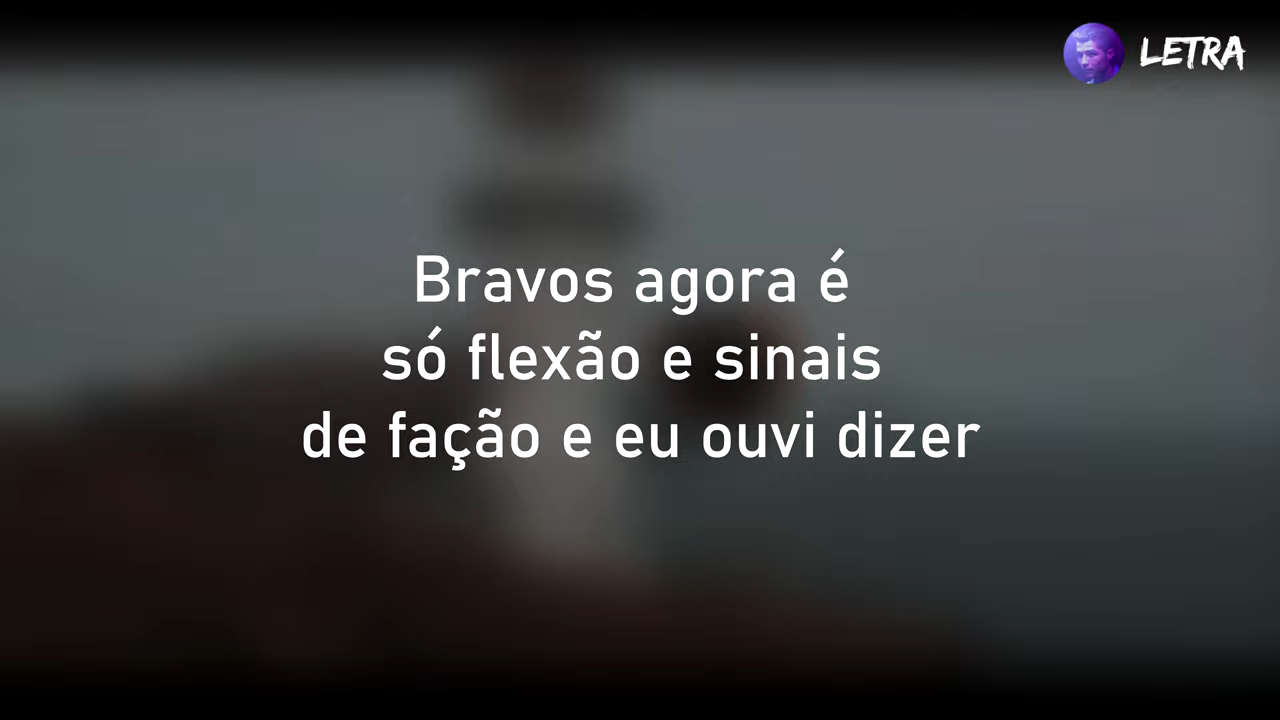 LETRA
Bravos agora é
só flexão e sinais
de fação e eu ouvi dizer